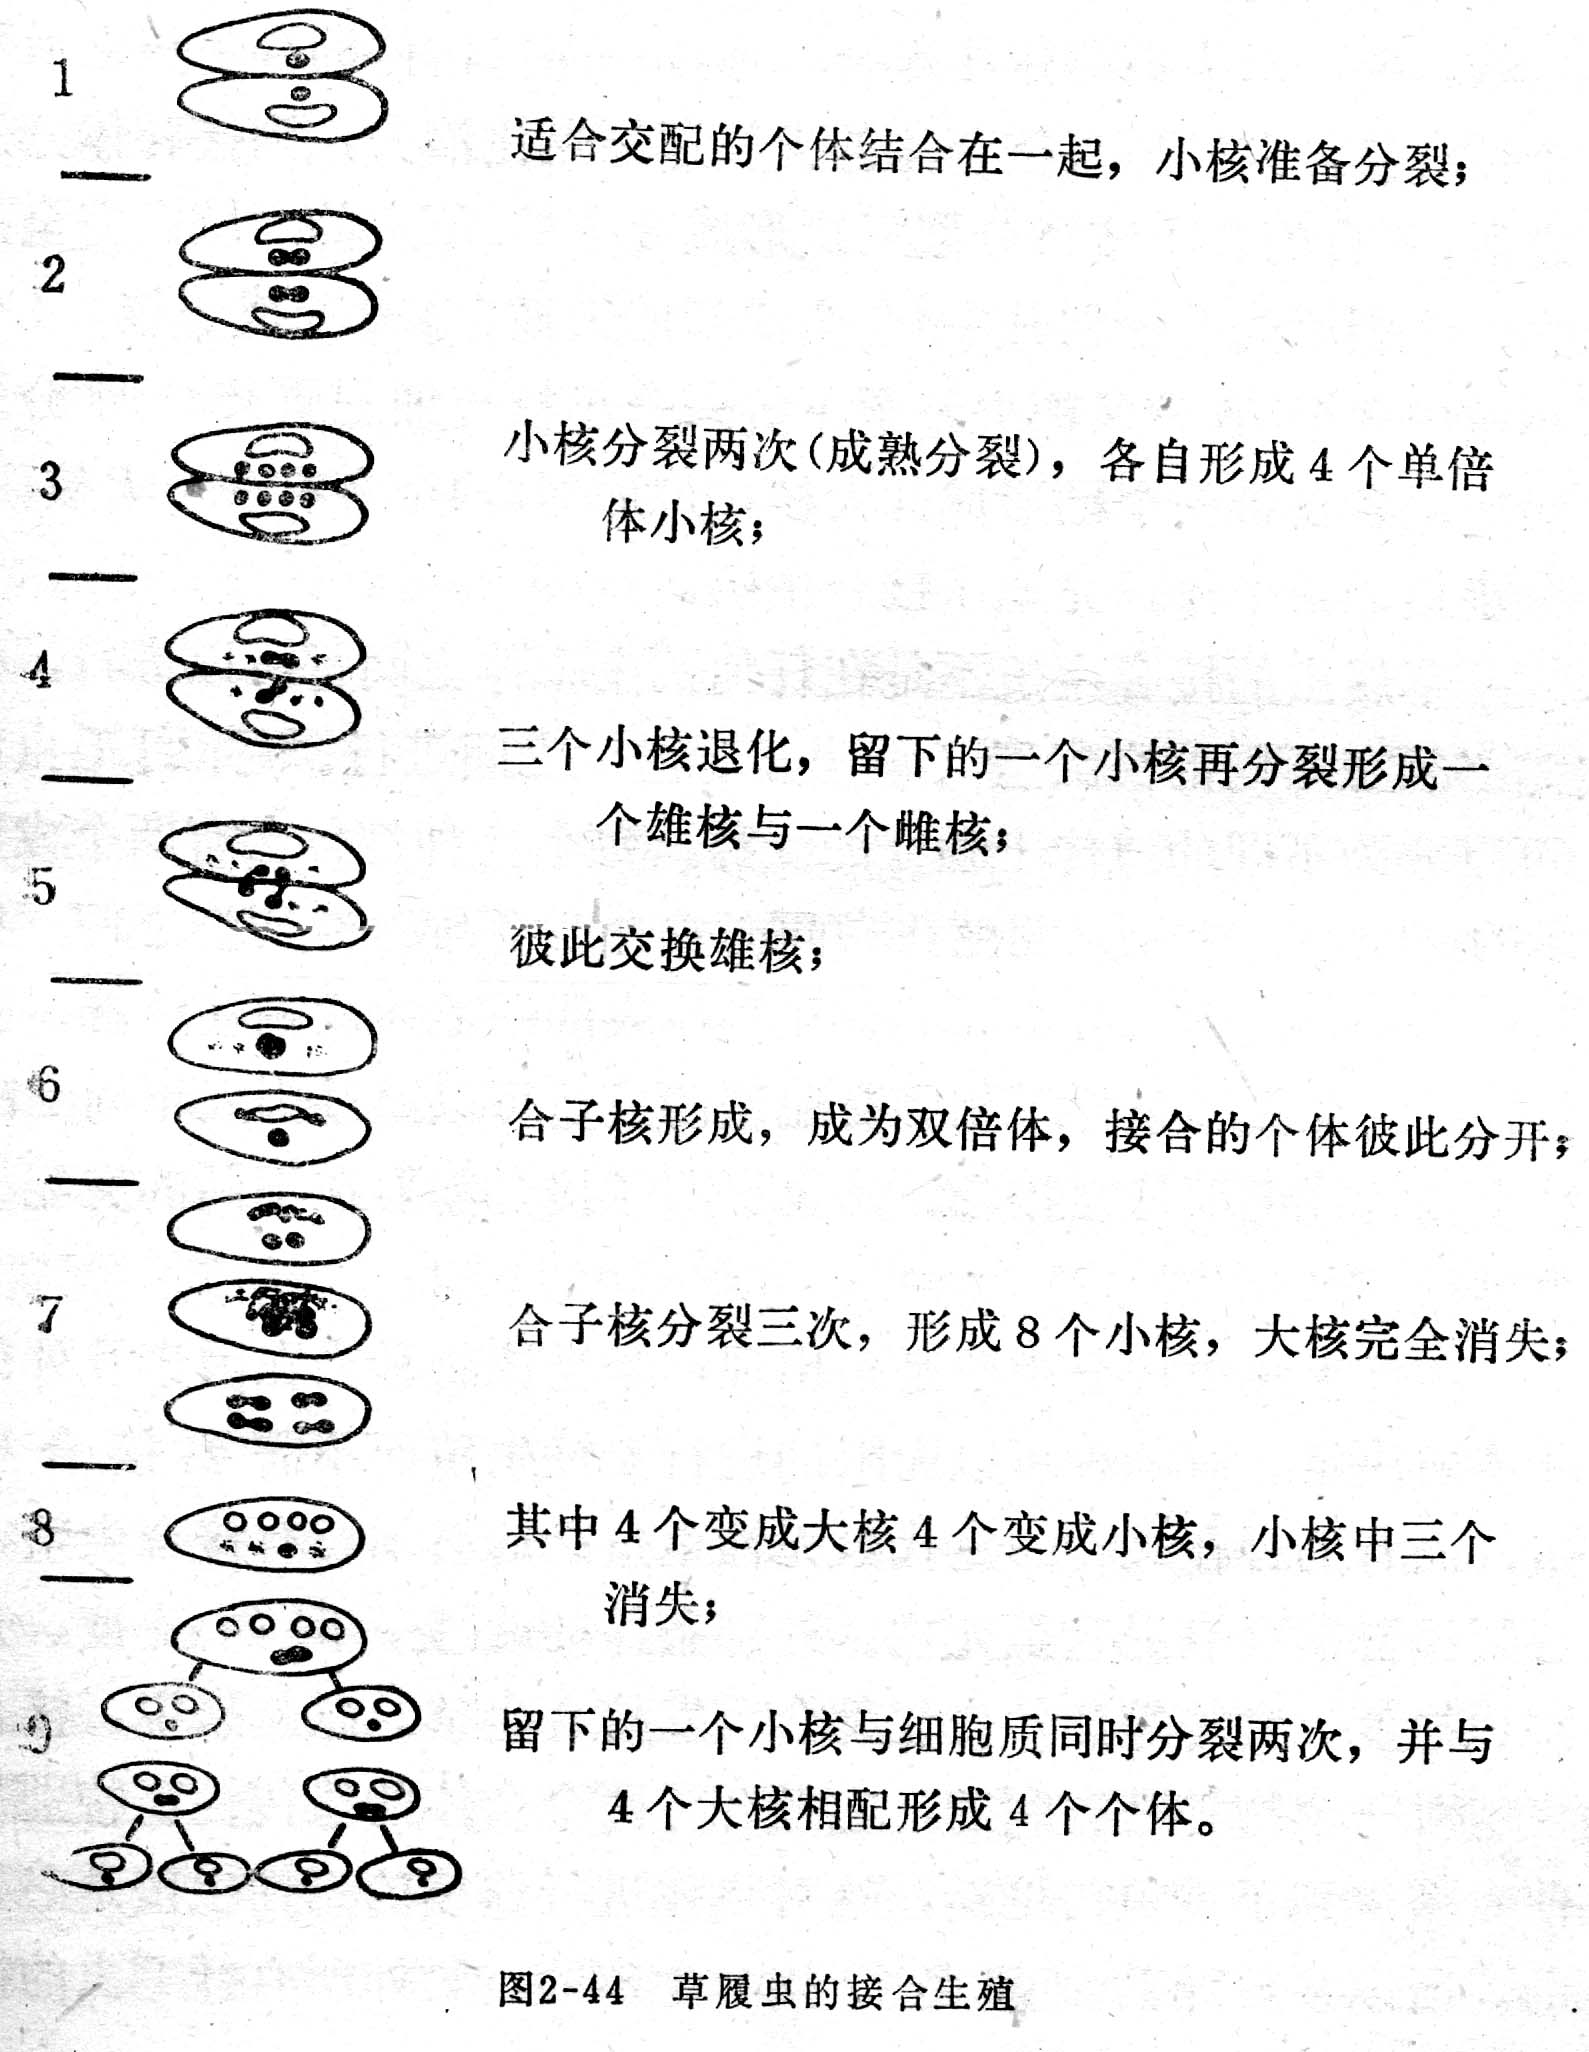 1
适合交配的个体结合在一起，小核准备分裂；
2
3
小核分裂两次(成熟分裂)，各自形成4个单倍
体小核；
4
三个小核退化，留下的一个小核再分裂形成一
个雄核与一个雌核；
5
彼此交换雄核；
6
合子核形成，成为双倍体，接合的个体彼此分开；
7
合子核分裂三次，形成8个小核，大核完全消失；
8
其中4个变成大核4个变成小核，小核中三个
消失；
9
留下的一个小核与细胞质同时分裂两次，并与
4个大核相配形成4个个体。
图2-44 草履虫的接合生殖